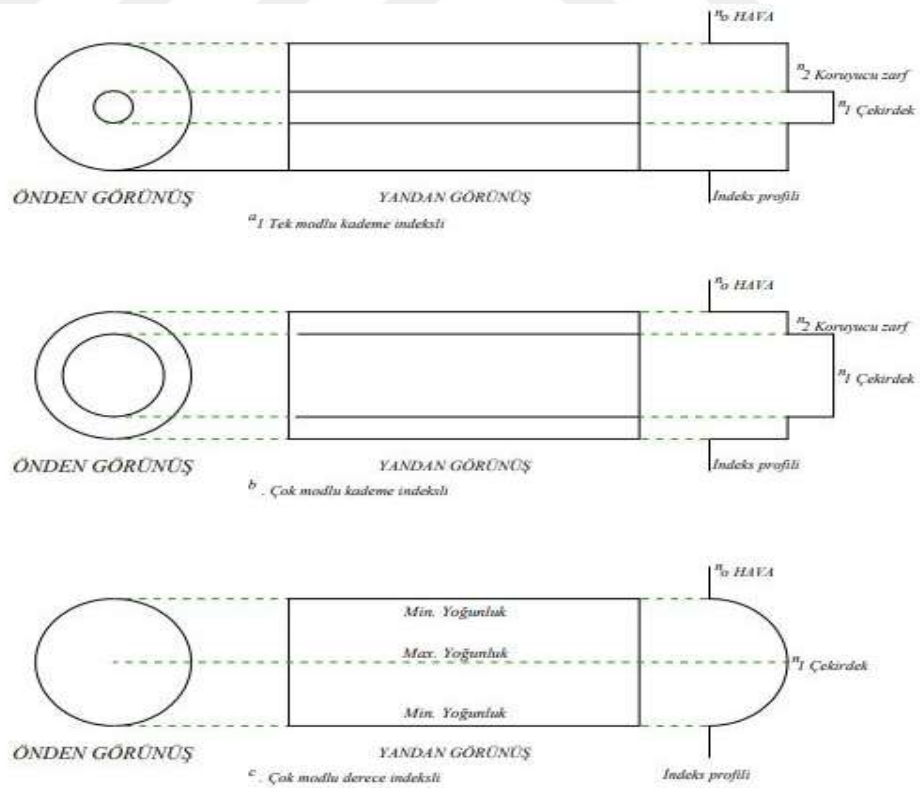 n0 HAVA
n2 Koruyucu zarf
n1 Çekirdek
ÖNDEN GÖRÜNÜŞ
YANDAN GÖRÜNÜŞ
İndeks profili
a1 Tek modlu kademe indeksli
n0 HAVA
n2 Koruyucu zarf
n1 Çekirdek
ÖNDEN GÖRÜNÜŞ
YANDAN GÖRÜNÜŞ
İndeks profili
b . Çok modlu kademe indeksli
n0 HAVA
Min. Yoğunluk
Max. Yoğunluk
n1 Çekirdek
Min. Yoğunluk
ÖNDEN GÖRÜNÜŞ
YANDAN GÖRÜNÜŞ
İndeks profili
c . Çok modlu derece indeksli